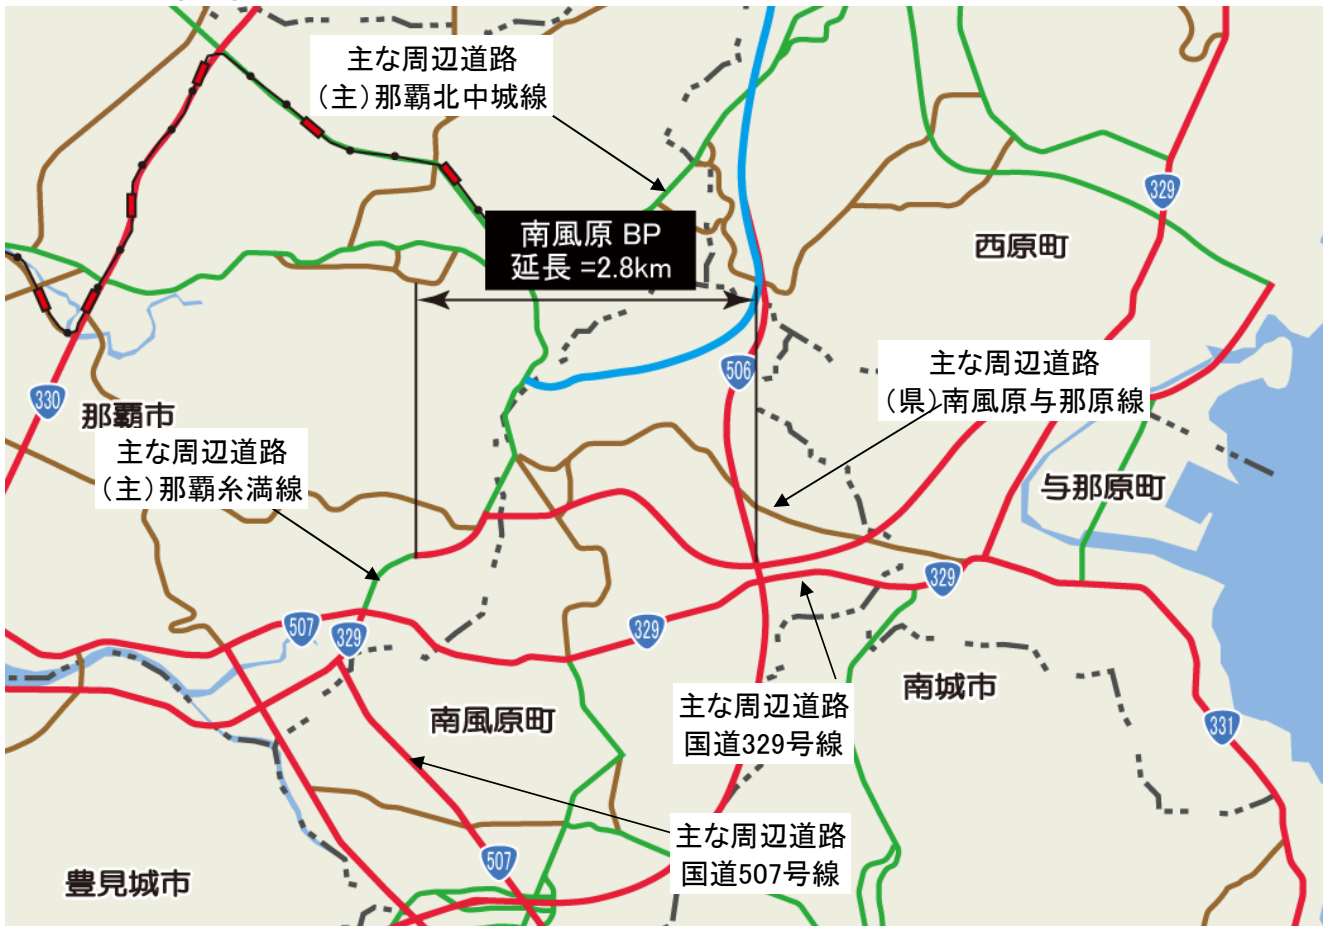 主な周辺道路
（主）那覇北中城線
329
南風原 BP
延長 =2.8km
西原町
主な周辺道路
（県）南風原与那原線
506
330
那覇市
主な周辺道路
（主）那覇糸満線
与那原町
329
507
329
329
南城市
主な周辺道路
国道329号線
南風原町
331
主な周辺道路
国道507号線
507
豊見城市